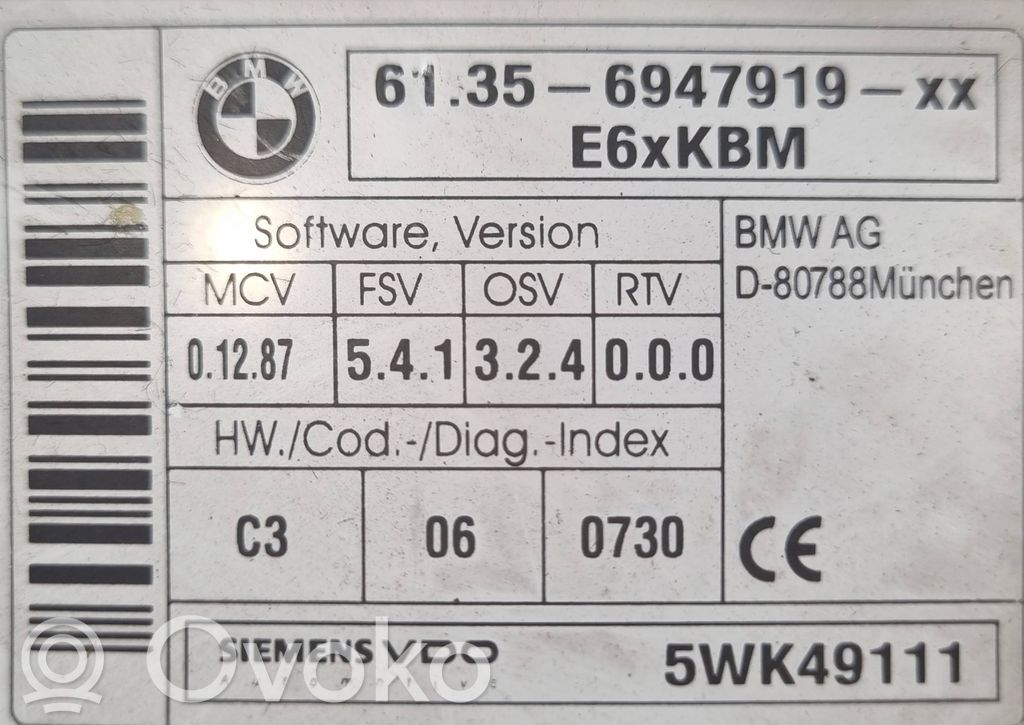 BMW
61.35-6947919-xx
E6xKBM
Software, Version
MCV FSV OSV RTV
0.12.87 5.4.1 3.2.4 0.0.0
BMW AG
D-80788München
HW./Cod.-/Diag.-Index
C3 06 0730
CE
SIEMENS VDO
5WK49111
Ovoko